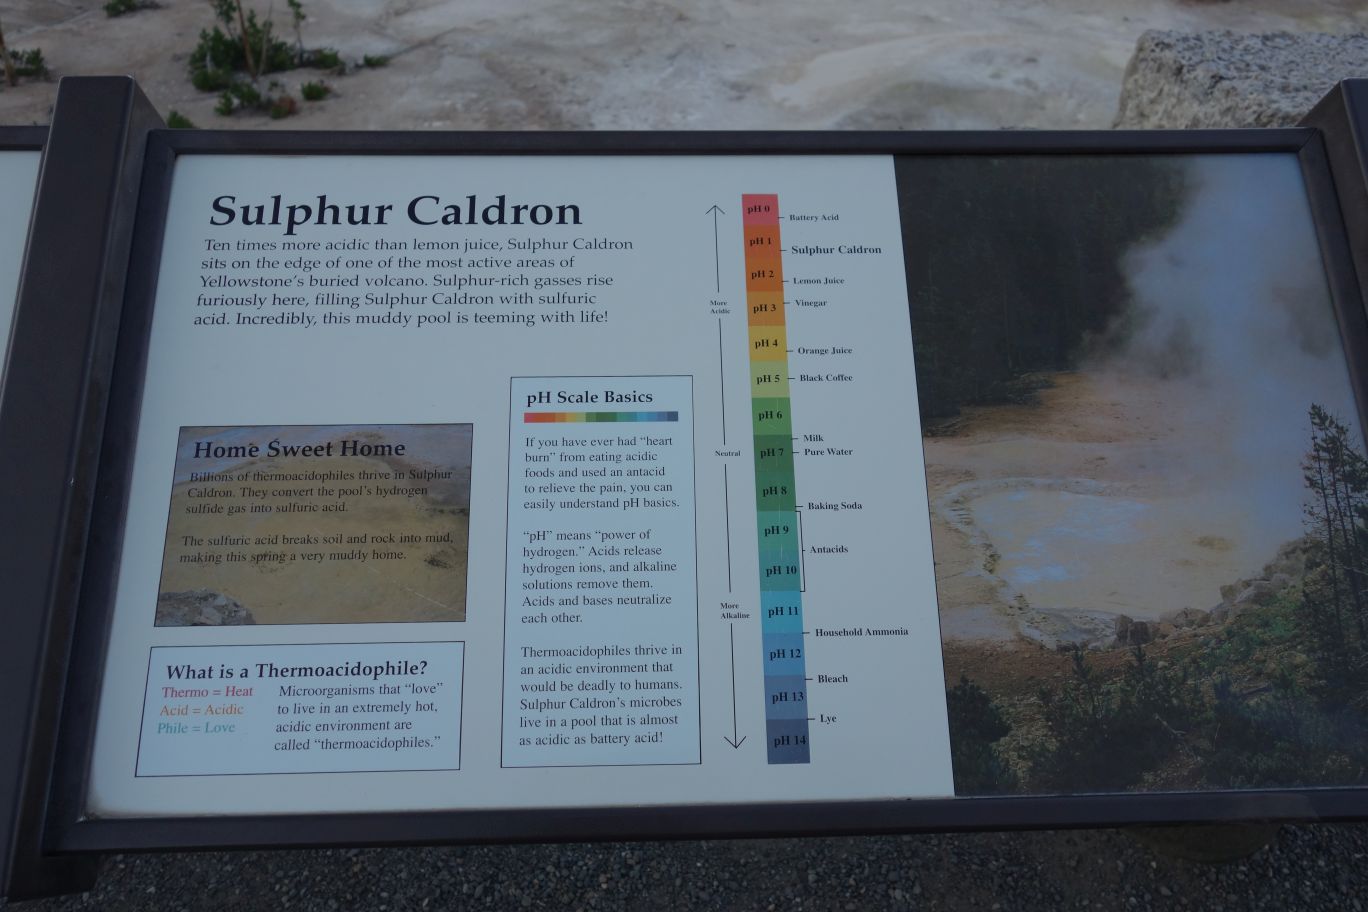 Sulphur Caldron
Ten times more acidic than lemon juice, Sulphur Caldron
sits on the edge of one of the most active areas of
Yellowstone's buried volcano. Sulphur-rich gasses rise
furiously here, filling Sulphur Caldron with sulfuric
acid. Incredibly, this muddy pool is teeming with life!
Home Sweet Home
Billions of thermoacidophiles thrive in Sulphur
Caldron. They convert the pool's hydrogen
sulfide gas into sulfuric acid.
The sulfuric acid breaks soil and rock into mud,
making this spring a very muddy home.
What is a Thermoacidophile?
Thermo = Heat
Acid = Acidic
Phile = Love
Microorganisms that "love"
to live in an extremely hot,
acidic environment are
called "thermoacidophiles."
pH Scale Basics
If you have ever had "heart
burn" from eating acidic
foods and used an antacid
to relieve the pain, you can
easily understand pH basics.
"pH" means "power of
hydrogen." Acids release
hydrogen ions, and alkaline
solutions remove them.
Acids and bases neutralize
each other.
Thermoacidophiles thrive in
an acidic environment that
would be deadly to humans.
Sulphur Caldron's microbes
live in a pool that is almost
as acidic as battery acid!
More
Acidic
Neutral
More
Alkaline
pH 0
Battery Acid
pH 1
Sulphur Caldron
pH 2
Lemon Juice
pH 3
Vinegar
pH 4
Orange Juice
pH 5
Black Coffee
pH 6
Milk
pH 7
Pure Water
pH 8
Baking Soda
pH 9
Antacids
pH 10
pH 11
Household Ammonia
pH 12
Bleach
pH 13
Lye
pH 14